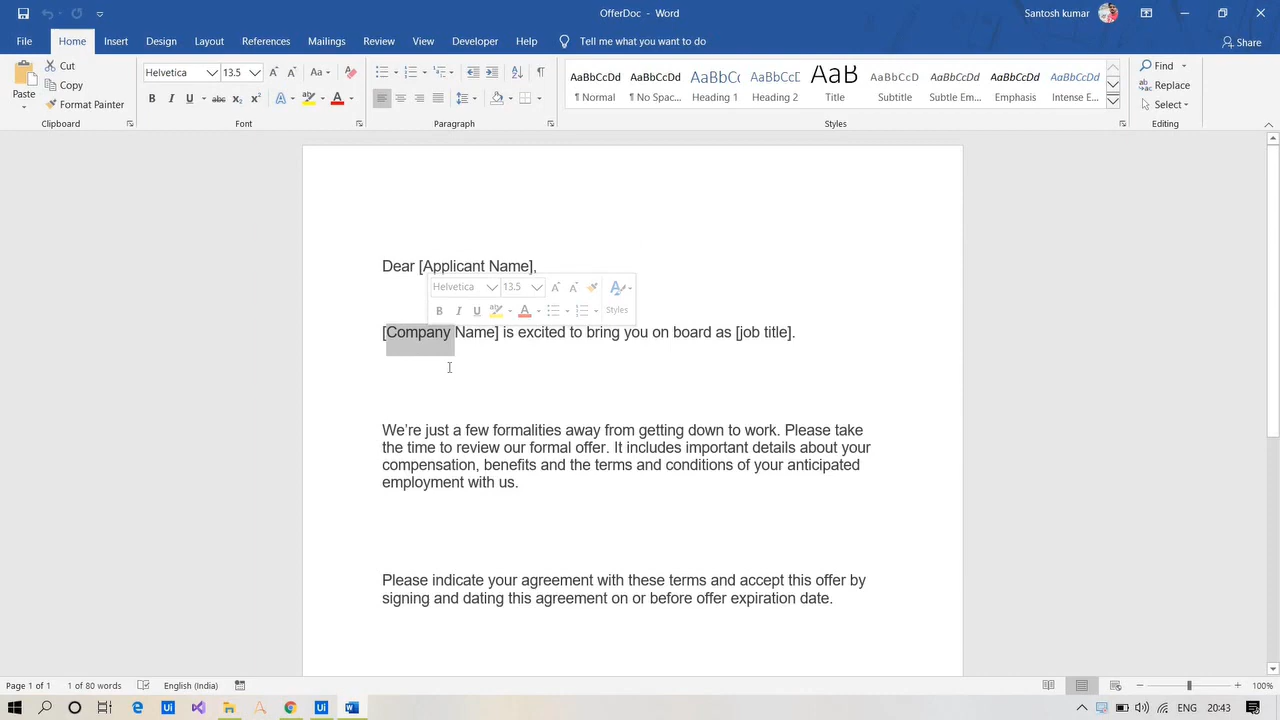 OfferDoc - Word
Santosh kumar
File Home Insert Design Layout References Mailings Review View Developer Help Tell me what you want to do Share
Paste
Cut
Copy
Format Painter
Clipboard
Helvetica 13.5
Font
Paragraph
AaBbCcDd AaBbCcDd AaBbCc AaBbCcD AaB AaBbCcDd AaBbCcDd AaBbCcDd AaBbCcDd
¶ Normal ¶ No Spac... Heading 1 Heading 2 Title Subtitle Subtle Em... Emphasis Intense E...
Styles
Find
Replace
Select
Editing
Dear [Applicant Name],
Helvetica 13.5
B I U Styles
[Company Name] is excited to bring you on board as [job title].
We're just a few formalities away from getting down to work. Please take
the time to review our formal offer. It includes important details about your
compensation, benefits and the terms and conditions of your anticipated
employment with us.
Please indicate your agreement with these terms and accept this offer by
signing and dating this agreement on or before offer expiration date.
Page 1 of 1 1 of 80 words English (India) 100%
ENG 20:43